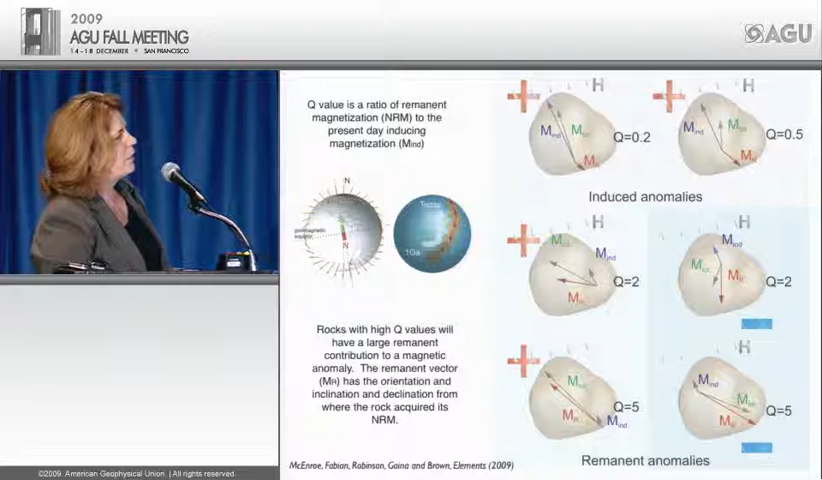 2009
AGU FALL MEETING
14 - 18 DECEMBER • SAN FRANCISCO
AGU
Q value is a ratio of remanent
magnetization (NRM) to the
present day inducing
magnetization (Mind)
N
geomagnetic
equator
N
Today
1Ga
Rocks with high Q values will
have a large remanent
contribution to a magnetic
anomaly. The remanent vector
(MR) has the orientation and
inclination and declination from
where the rock acquired its
NRM.
McEnroe, Fabian, Robinson, Gaina and Brown, Elements (2009)
+ H
Mind Mtot MR Q=0.2
+ H
Mind Mtot MR Q=0.5
Induced anomalies
+ H
Mtot Mind MR Q=2
H
Mind Mtot MR Q=2
+ H
Mtot MR Q=5 Mind
H
Mind Mtot MR Q=5
Remanent anomalies
©2009. American Geophysical Union. | All rights reserved.